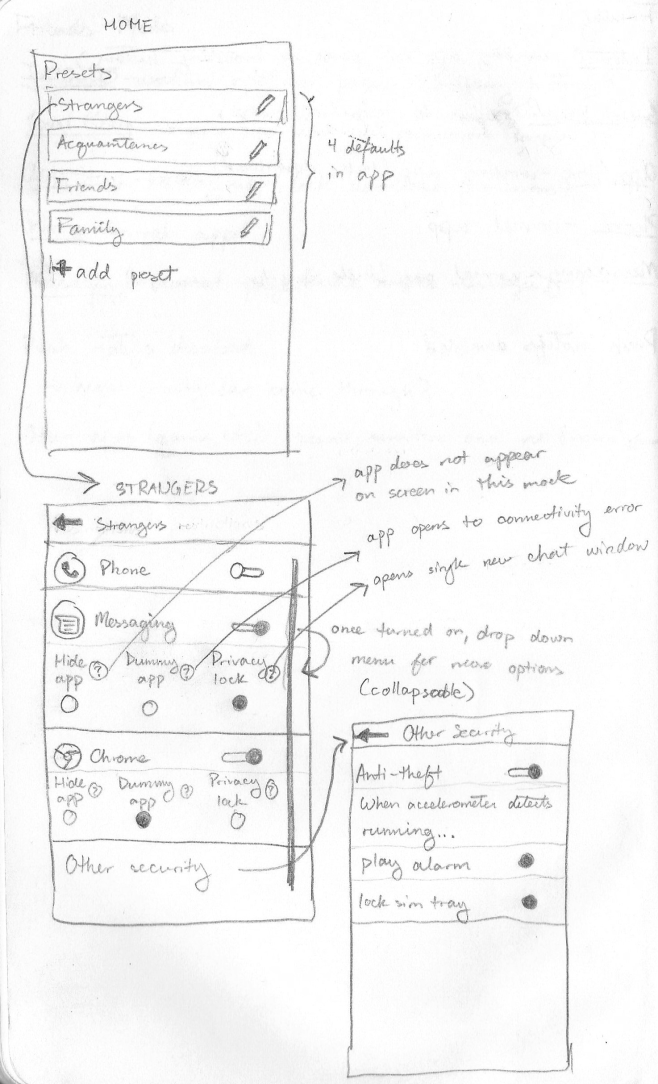 HOME
Presets
Strangers
Acquaintances
Friends
Family
+ add preset
4 defaults
in app
STRANGERS
Strangers
Phone
Messaging
Hide app ?
Dummy app ?
Privacy lock ?
Chrome
Hide app ?
Dummy app ?
Privacy lock ?
Other security
app does not appear
on screen in this mock
app opens to connectivity error
opens single new chat window
once turned on, drop down
menu for more options
(collapseable)
Other Security
Anti-theft
When accelerometer detects
running...
play alarm
lock sim tray